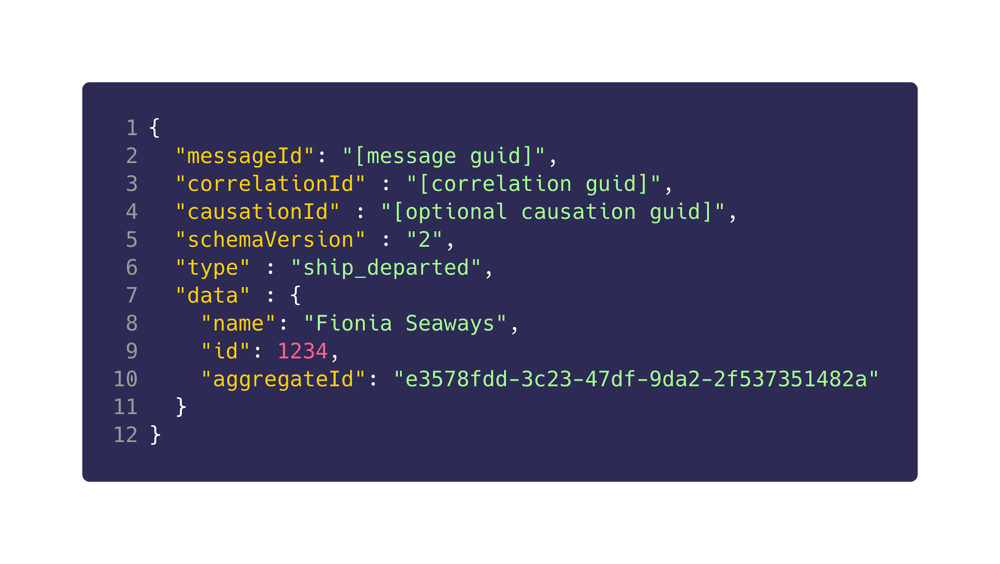 1 {
2   "messageId": "[message guid]",
3   "correlationId" : "[correlation guid]",
4   "causationId" : "[optional causation guid]",
5   "schemaVersion" : "2",
6   "type" : "ship_departed",
7   "data" : {
8     "name": "Fionia Seaways",
9     "id": 1234,
10     "aggregateId": "e3578fdd-3c23-47df-9da2-2f537351482a"
11   }
12 }